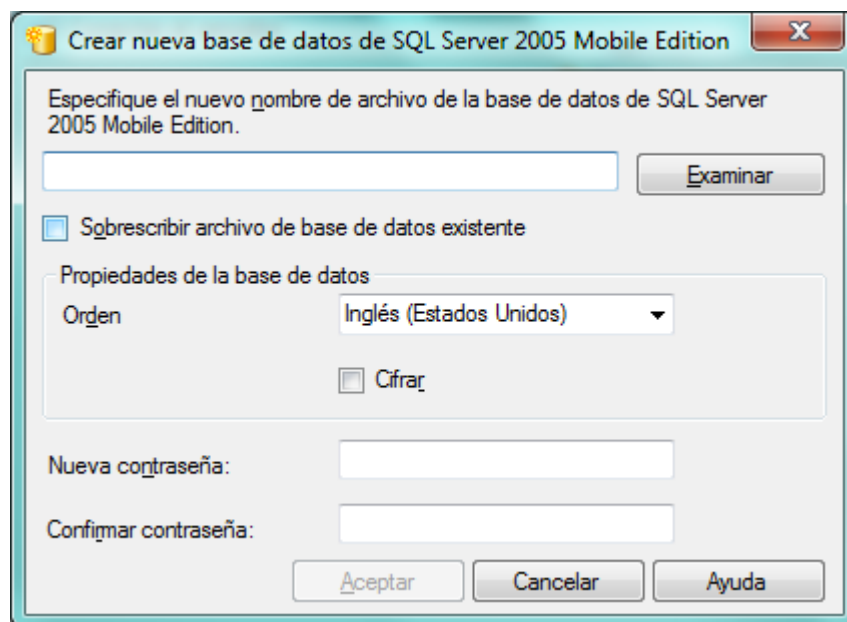 Crear nueva base de datos de SQL Server 2005 Mobile Edition
Especifique el nuevo nombre de archivo de la base de datos de SQL Server
2005 Mobile Edition.
Examinar
Sobrescribir archivo de base de datos existente
Propiedades de la base de datos
Orden
Inglés (Estados Unidos)
Cifrar
Nueva contraseña:
Confirmar contraseña:
Aceptar
Cancelar
Ayuda